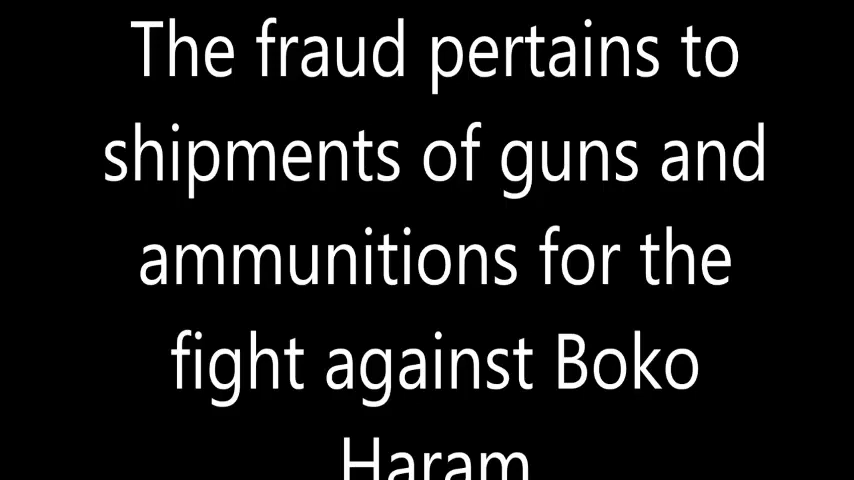 The fraud pertains to
shipments of guns and
ammunitions for the
fight against Boko
Haram